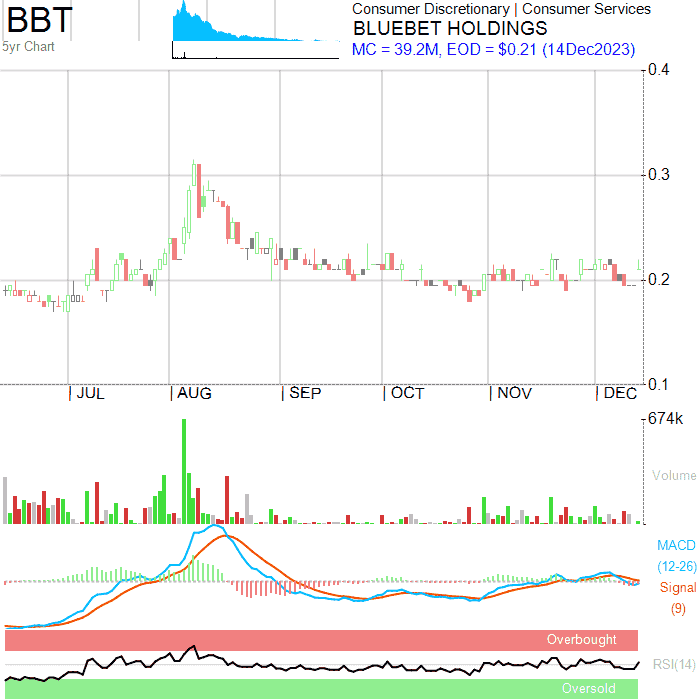 BBT
5yr Chart
Consumer Discretionary | Consumer Services
BLUEBET HOLDINGS
MC = 39.2M, EOD = $0.21 (14Dec2023)
0.4
0.3
0.2
0.1
JUL AUG SEP OCT NOV DEC
674k
Volume
MACD
(12-26)
Signal
(9)
Overbought
RSI(14)
Oversold